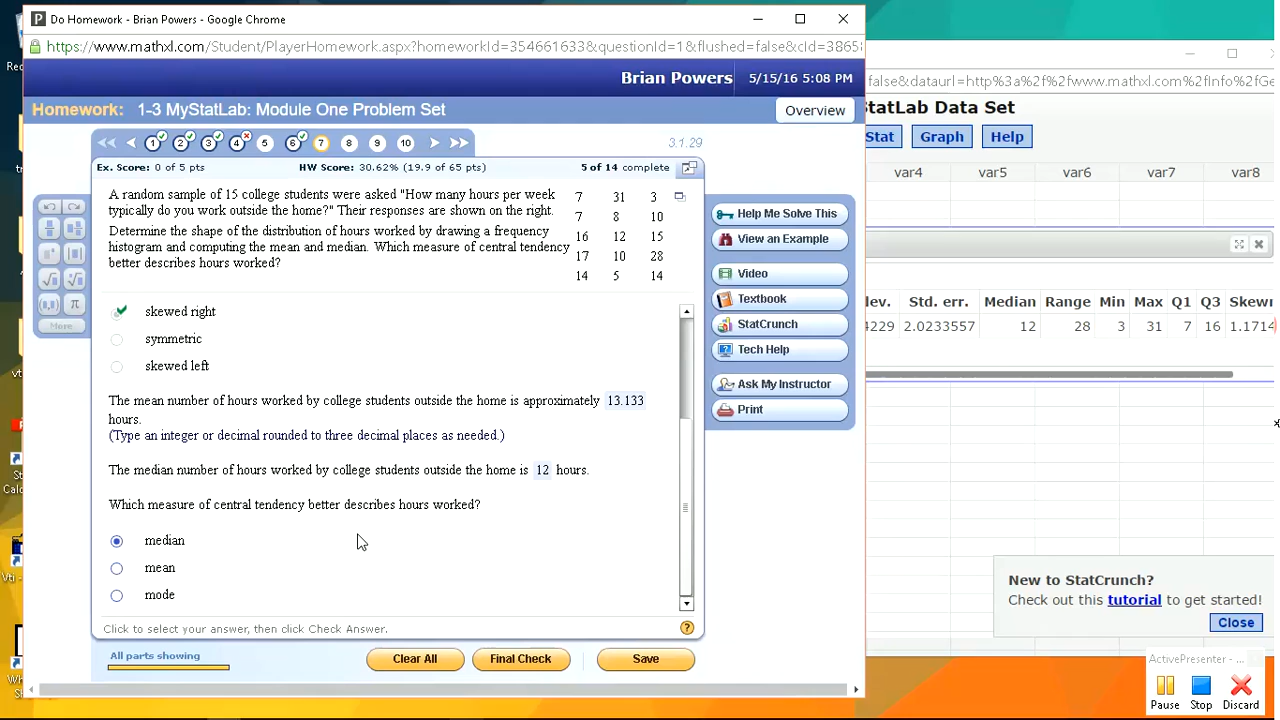 Do Homework - Brian Powers - Google Chrome
https://www.mathxl.com/Student/PlayerHomework.aspx?homeworkId=354661633&questionId=1&flushed=false&cId=3865
Brian Powers 5/15/16 5:08 PM
Homework: 1-3 MyStatLab: Module One Problem Set
Overview
1 2 3 4 5 6 7 8 9 10
3.1.29
Ex. Score: 0 of 5 pts HW Score: 30.62% (19.9 of 65 pts) 5 of 14 complete
A random sample of 15 college students were asked "How many hours per week
typically do you work outside the home?" Their responses are shown on the right.
Determine the shape of the distribution of hours worked by drawing a frequency
histogram and computing the mean and median. Which measure of central tendency
better describes hours worked?
7 31 3
7 8 10
16 12 15
17 10 28
14 5 14
skewed right
symmetric
skewed left
The mean number of hours worked by college students outside the home is approximately 13.133
hours.
(Type an integer or decimal rounded to three decimal places as needed.)
The median number of hours worked by college students outside the home is 12 hours.
Which measure of central tendency better describes hours worked?
median
mean
mode
Click to select your answer, then click Check Answer.
All parts showing
Clear All
Final Check
Save
More
Help Me Solve This
View an Example
Video
Textbook
StatCrunch
Tech Help
Ask My Instructor
Print
false&dataurl=http%3a%2f%2fwww.mathxl.com%2fInfo%2fGe
StatLab Data Set
Stat Graph Help
var4 var5 var6 var7 var8
ev. Std. err. Median Range Min Max Q1 Q3 Skewn
4229 2.0233557 12 28 3 31 7 16 1.1714
New to StatCrunch?
Check out this tutorial to get started!
Close
ActivePresenter - ...
Pause Stop Discard